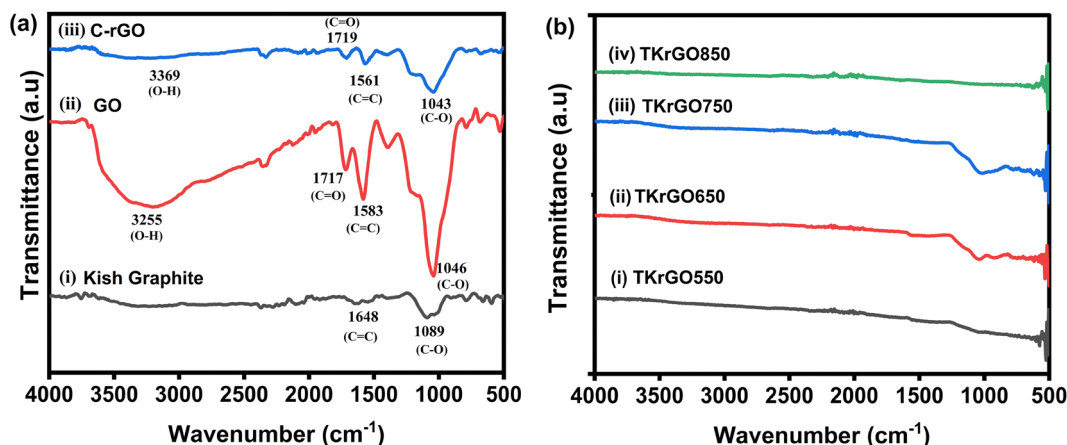 (a)
(C=O)
(iii) C-rGO
1719
3369
(O-H)
1561
(C=C)
1043
(C-O)
(ii) GO
1717
(C=O)
3255
(O-H)
1583
(C=C)
1046
(C-O)
(i) Kish Graphite
1648
(C=C)
1089
(C-O)
Transmittance (a.u)
4000 3500 3000 2500 2000 1500 1000 500
Wavenumber (cm⁻¹)
(b)
(iv) TKrGO850
(iii) TKrGO750
(ii) TKrGO650
(i) TKrGO550
Transmittance (a.u)
4000 3500 3000 2500 2000 1500 1000 500
Wavenumber (cm⁻¹)